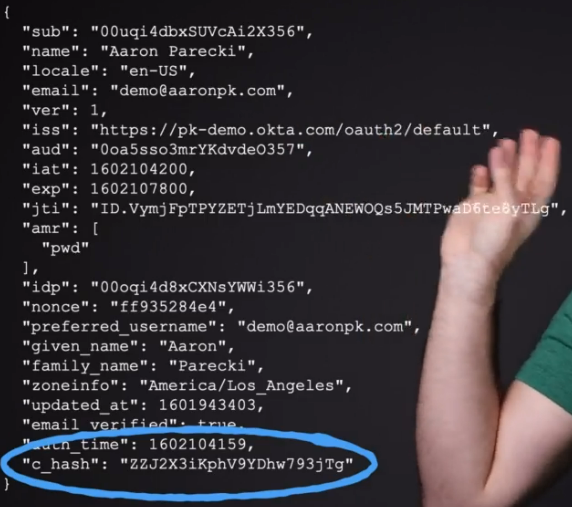 {
"sub": "00uqi4dbxSUVcAi2X356",
"name": "Aaron Parecki",
"locale": "en-US",
"email": "demo@aaronpk.com",
"ver": 1,
"iss": "https://pk-demo.okta.com/oauth2/default",
"aud": "0oa5sso3mrYKdvdeO357",
"iat": 1602104200,
"exp": 1602107800,
"jti": "ID.VymjFpTPYZETjLmYEDqqANEWOQs5JMTPwaD6te8yTLg",
"amr": [
"pwd"
],
"idp": "00oqi4d8xCXNsYWWi356",
"nonce": "ff935284e4",
"preferred_username": "demo@aaronpk.com",
"given_name": "Aaron",
"family_name": "Parecki",
"zoneinfo": "America/Los_Angeles",
"updated_at": 1601943403,
"email_verified": true,
"auth_time": 1602104159,
"c_hash": "ZZJ2X3iKphV9YDhw793jTg"
}